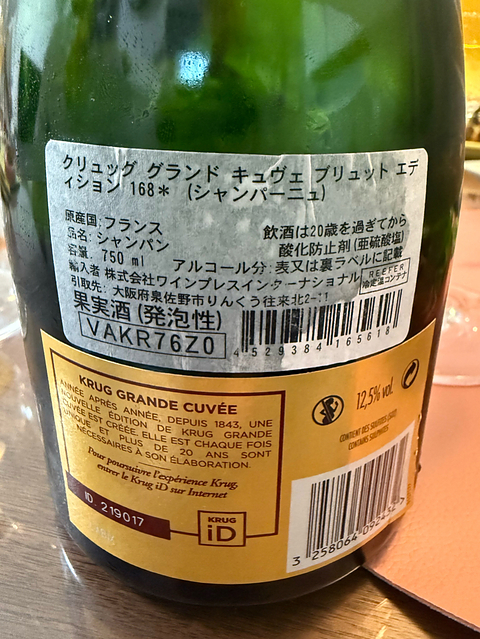 クリュッグ グランド キュヴェ ブリュット エデ
ィション 168＊ (シャンパーニュ)
原産国:フランス
品名:シャンパン
容量:750 ml
輸入者 株式会社ワインプレスインターナショナル
引取先:大阪府泉佐野市りんくう往来北2-11
果実酒(発泡性)
VAKR76Z0
飲酒は20歳を過ぎてから
酸化防止剤(亜硫酸塩)
アルコール分:表又は裏ラベルに記載
REEFER
冷定温コンテナ
4 529384 165618
KRUG GRANDE CUVÉE
ANNÉE APRÈS ANNÉE, DEPUIS 1843, UNE
NOUVELLE ÉDITION DE KRUG GRANDE
CUVÉE EST CRÉÉE. ELLE EST CHAQUE FOIS
UNIQUE ET PLUS DE 20 ANS SONT
NÉCESSAIRES À SON ÉLABORATION.
Pour poursuivre l'expérience Krug,
entrer le Krug iD sur Internet
ID. 219017
KRUG
iD
12,5% VOL.
CONTIENT DES SULFITES (SO2)
CONTAINS SULPHITES
3 258064